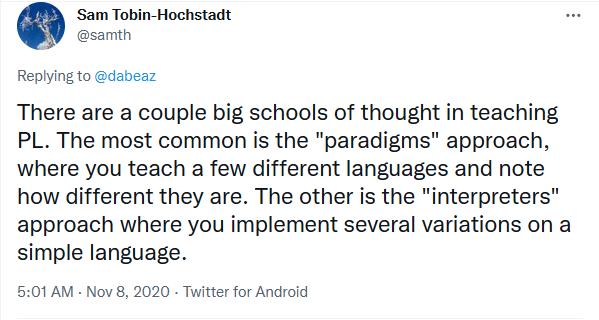 Sam Tobin-Hochstadt
@samth
Replying to @dabeaz
There are a couple big schools of thought in teaching
PL. The most common is the "paradigms" approach,
where you teach a few different languages and note
how different they are. The other is the "interpreters"
approach where you implement several variations on a
simple language.
5:01 AM · Nov 8, 2020 · Twitter for Android